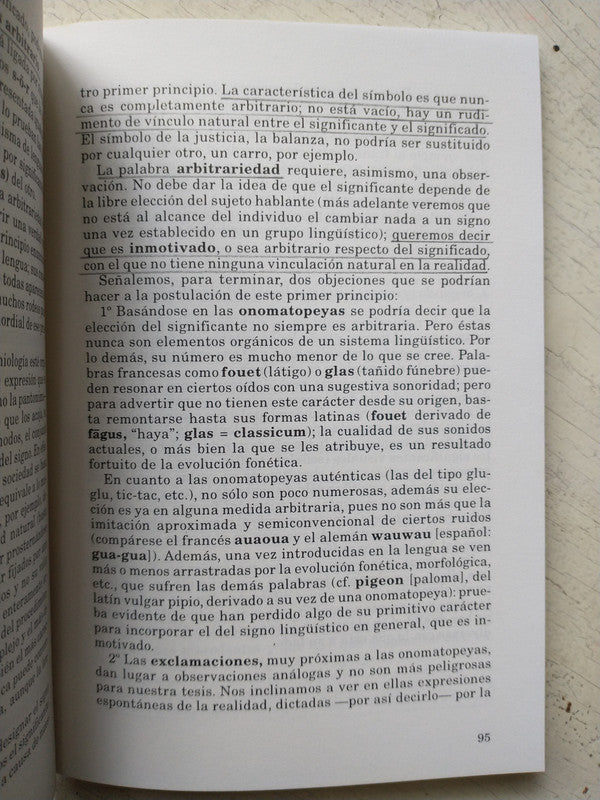 tro primer principio. La característica del símbolo es que nun-
ca es completamente arbitrario; no está vacío, hay un rudi-
mento de vínculo natural entre el significante y el significado.
El símbolo de la justicia, la balanza, no podría ser sustituido
por cualquier otro, un carro, por ejemplo.
La palabra arbitrariedad requiere, asimismo, una obser-
vación. No debe dar la idea de que el significante depende de
la libre elección del sujeto hablante (más adelante veremos que
no está al alcance del individuo el cambiar nada a un signo
una vez establecido en un grupo lingüístico); queremos decir
que es inmotivado, o sea arbitrario respecto del significado,
con el que no tiene ninguna vinculación natural en la realidad.
Señalemos, para terminar, dos objeciones que se podrían
hacer a la postulación de este primer principio:
1º Basándose en las onomatopeyas se podría decir que la
elección del significante no siempre es arbitraria. Pero éstas
nunca son elementos orgánicos de un sistema lingüístico. Por
lo demás, su número es mucho menor de lo que se cree. Pala-
bras francesas como fouet (látigo) o glas (tañido fúnebre) pue-
den resonar en ciertos oídos con una sugestiva sonoridad; pero
para advertir que no tienen este carácter desde su origen, bas-
ta remontarse hasta sus formas latinas (fouet derivado de
fāgus, “haya”; glas = classicum); la cualidad de sus sonidos
actuales, o más bien la que se les atribuye, es un resultado
fortuito de la evolución fonética.
En cuanto a las onomatopeyas auténticas (las del tipo glu-
glu, tic-tac, etc.), no sólo son poco numerosas, además su elec-
ción es ya en alguna medida arbitraria, pues no son más que la
imitación aproximada y semiconvencional de ciertos ruidos
(compárese el francés auaoua y el alemán wauwau [español:
gua-gua]). Además, una vez introducidas en la lengua se ven
más o menos arrastradas por la evolución fonética, morfológica,
etc., que sufren las demás palabras (cf. pigeon [paloma], del
latín vulgar pipio, derivado a su vez de una onomatopeya): prue-
ba evidente de que han perdido algo de su primitivo carácter
para incorporar el del signo lingüístico en general, que es in-
motivado.
2º Las exclamaciones, muy próximas a las onomatopeyas,
dan lugar a observaciones análogas y no son más peligrosas
para nuestra tesis. Nos inclinamos a ver en ellas expresiones
espontáneas de la realidad, dictadas —por así decirlo— por la
95